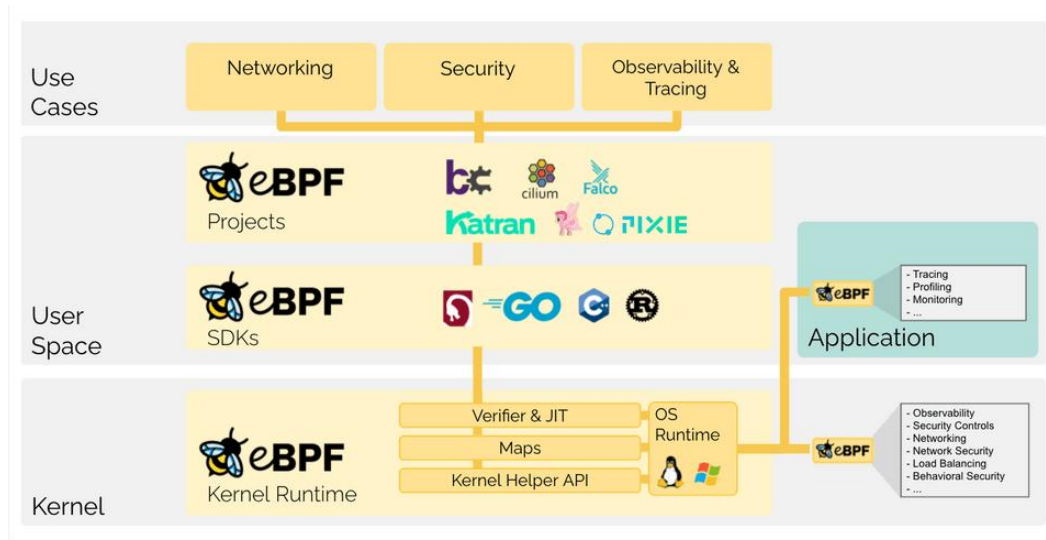 Use
Cases
Networking
Security
Observability &
Tracing
User
Space
eBPF
Projects
bc
cilium
Falco
Katran
PIXIE
eBPF
SDKs
GO
C++
R
eBPF
- Tracing
- Profiling
- Monitoring
- ...
Application
Kernel
eBPF
Kernel Runtime
Verifier & JIT
Maps
Kernel Helper API
OS
Runtime
eBPF
- Observability
- Security Controls
- Networking
- Network Security
- Load Balancing
- Behavioral Security
- ...